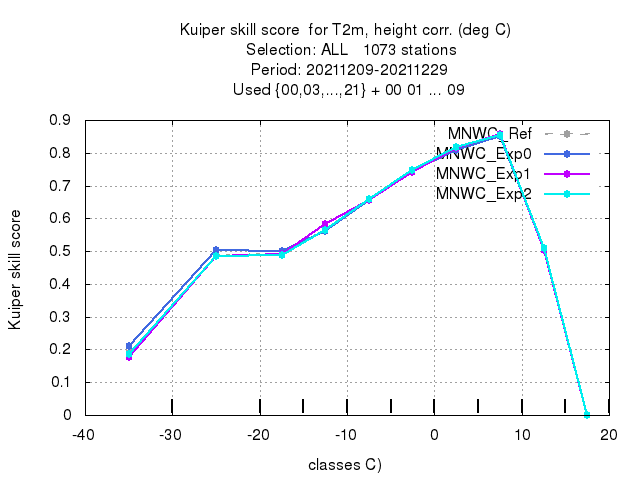 Kuiper skill score  for T2m, height corr. (deg C)
Selection: ALL   1073 stations
Period: 20211209-20211229
Used {00,03,...,21} + 00 01 ... 09
MNWC_Ref
MNWC_Exp0
MNWC_Exp1
MNWC_Exp2
Kuiper skill score
0.9
0.8
0.7
0.6
0.5
0.4
0.3
0.2
0.1
0
-40 -30 -20 -10 0 10 20
classes C)